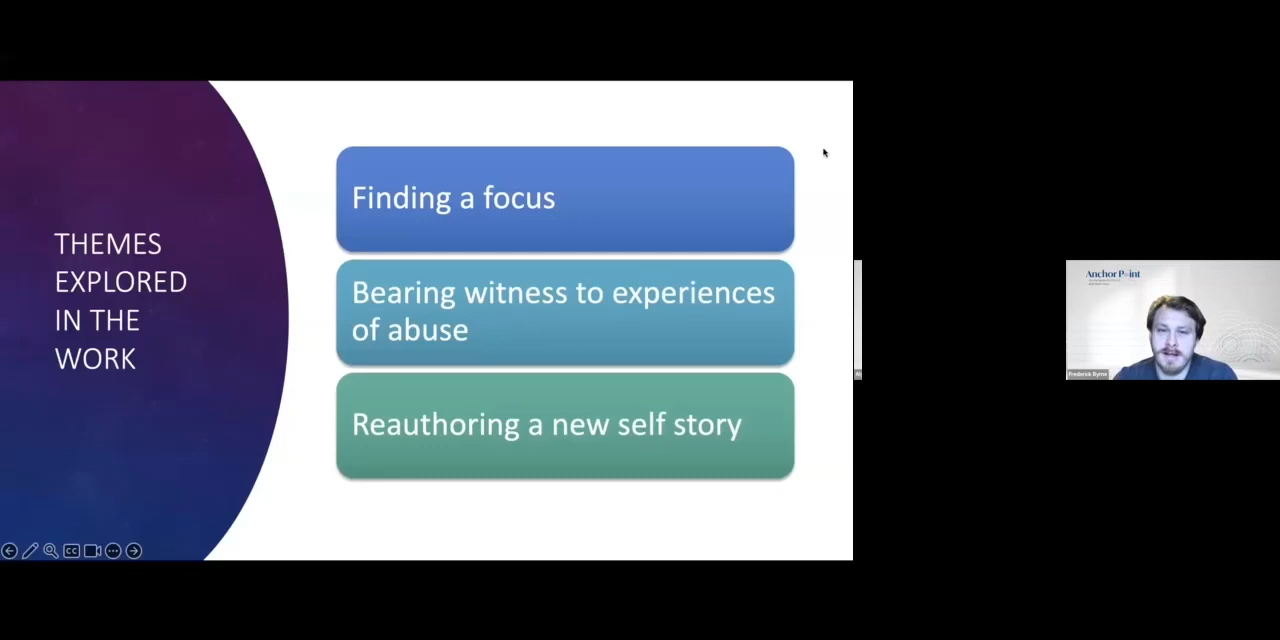 THEMES
EXPLORED
IN THE
WORK
Finding a focus
Bearing witness to experiences
of abuse
Reauthoring a new self story
CC
Anchor Point
Frederick Byrne